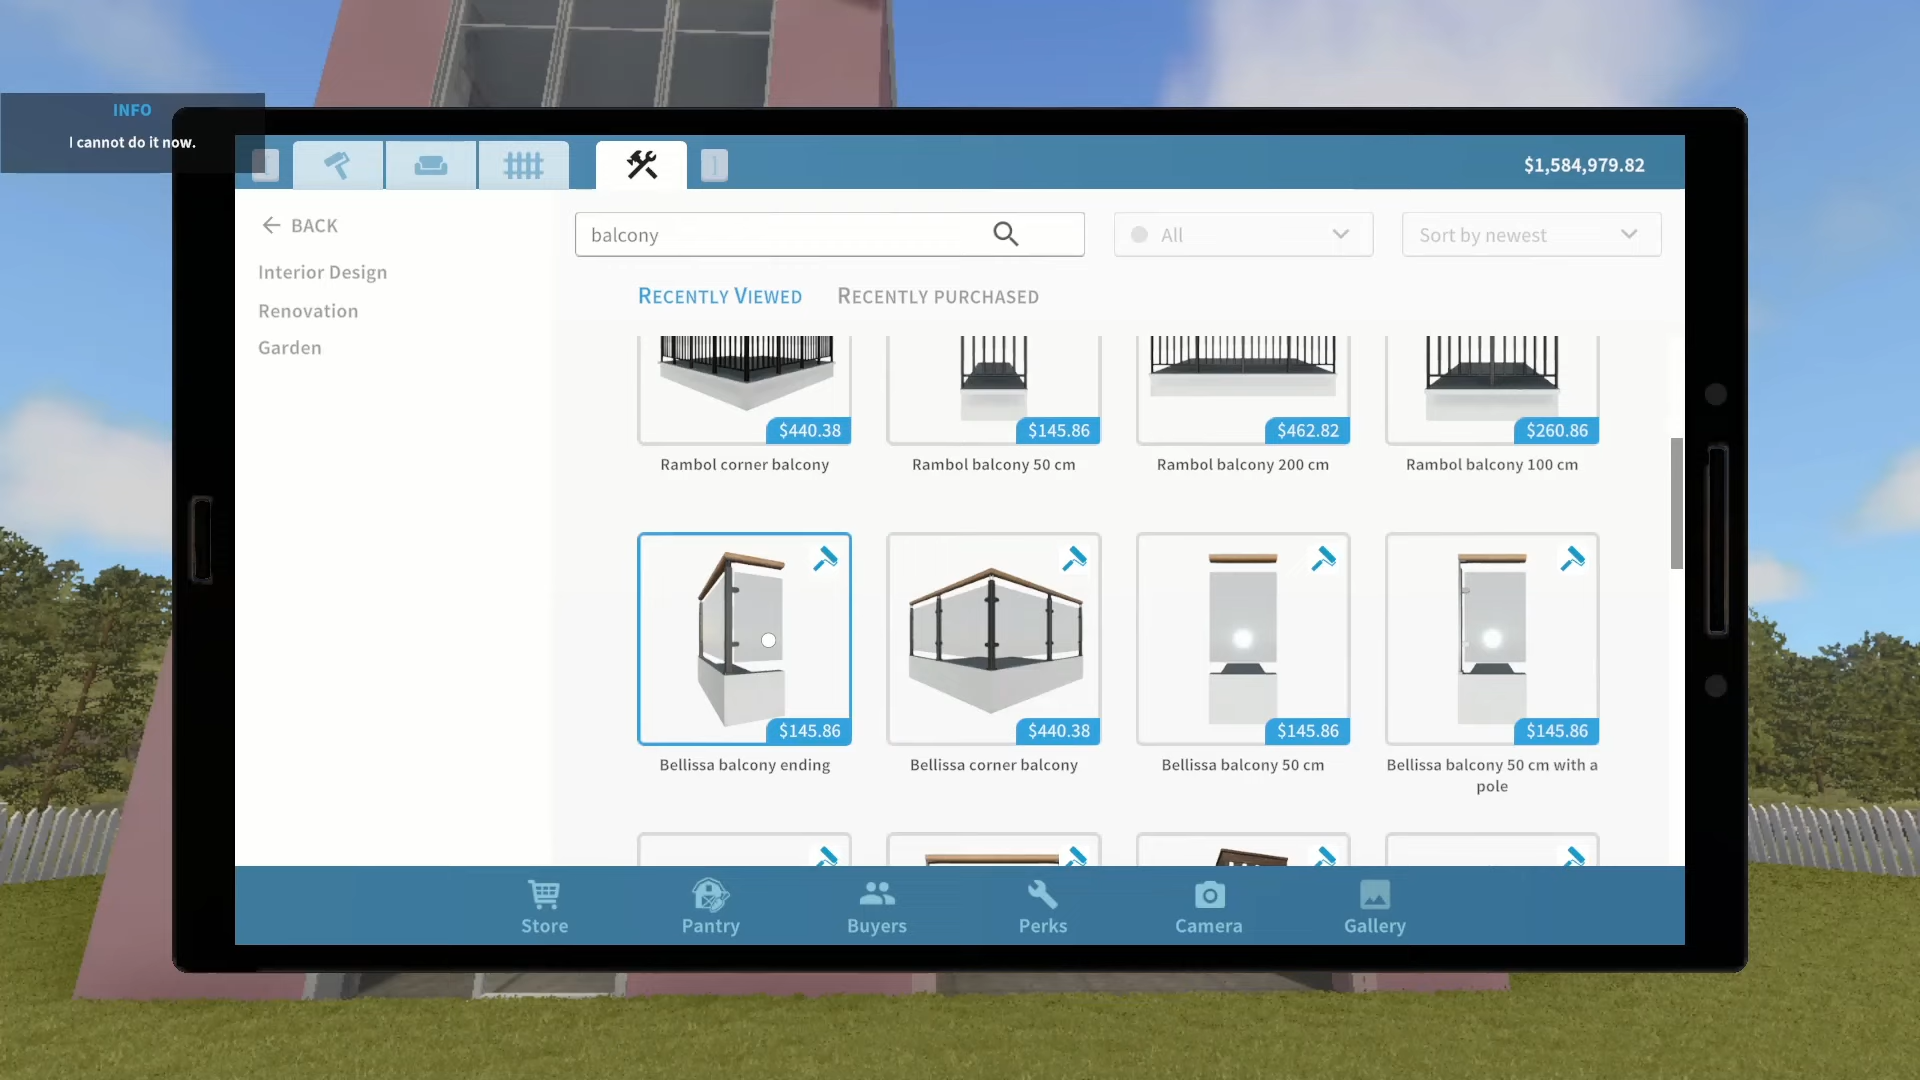 INFO
I cannot do it now.
$1,584,979.82
BACK
Interior Design
Renovation
Garden
balcony
All
Sort by newest
RECENTLY VIEWED
RECENTLY PURCHASED
$440.38
$145.86
$462.82
$260.86
Rambol corner balcony
Rambol balcony 50 cm
Rambol balcony 200 cm
Rambol balcony 100 cm
$145.86
$440.38
$145.86
$145.86
Bellissa balcony ending
Bellissa corner balcony
Bellissa balcony 50 cm
Bellissa balcony 50 cm with a
pole
Store
Pantry
Buyers
Perks
Camera
Gallery